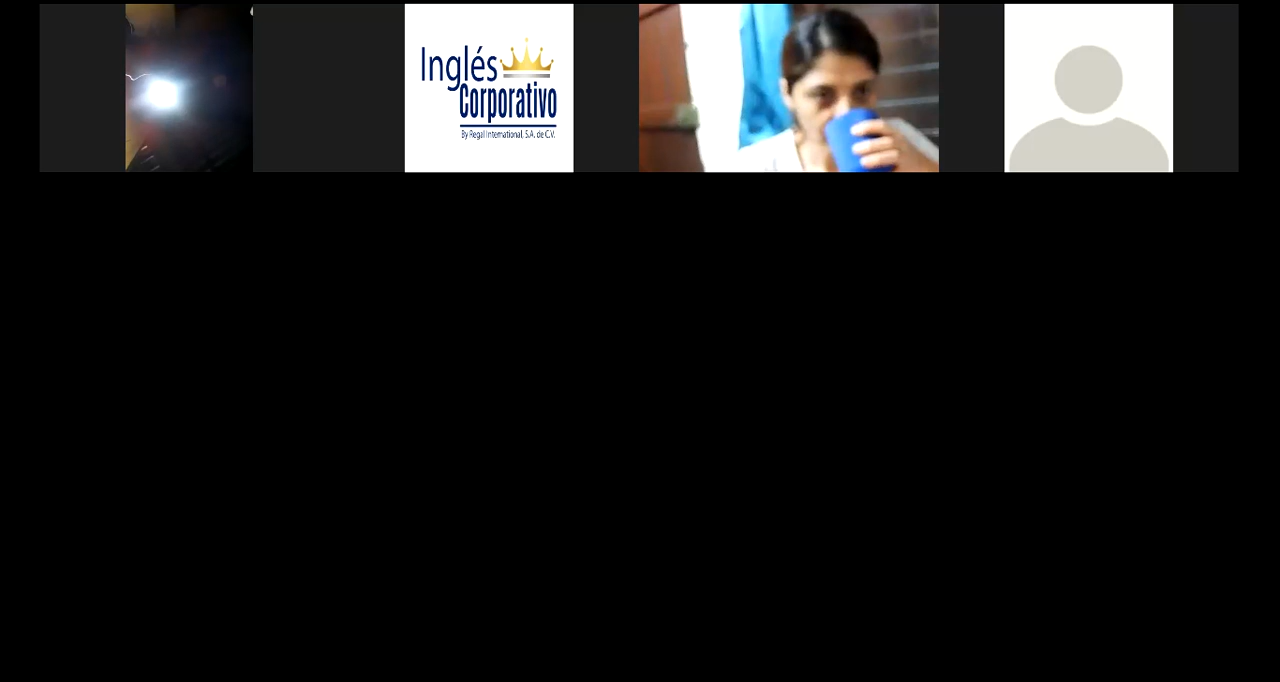 Inglés
Corporativo
By Regal International, S.A. de C.V.